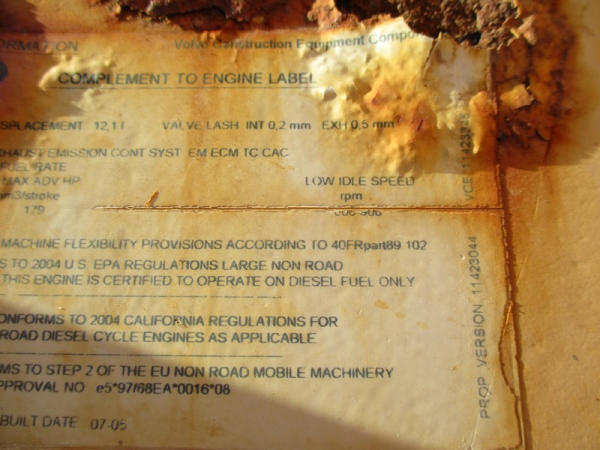 ORMATION Volvo Construction Equipment Compo
COMPLEMENT TO ENGINE LABEL
SPLACEMENT 12,1 l VALVE LASH INT 0,2 mm EXH 0,5 mm
XHAUST EMISSION CONT SYST EM ECM TC CAC
FUEL RATE
MAX ADV HP LOW IDLE SPEED
m3/stroke rpm
179
MACHINE FLEXIBILITY PROVISIONS ACCORDING TO 40FRpart89 102
S TO 2004 U S EPA REGULATIONS LARGE NON ROAD
THIS ENGINE IS CERTIFIED TO OPERATE ON DIESEL FUEL ONLY
ONFORMS TO 2004 CALIFORNIA REGULATIONS FOR
ROAD DIESEL CYCLE ENGINES AS APPLICABLE
MS TO STEP 2 OF THE EU NON ROAD MOBILE MACHINERY
PPROVAL NO e5*97/68EA*0016*08
BUILT DATE 07-05
PROP VERSION 11423044